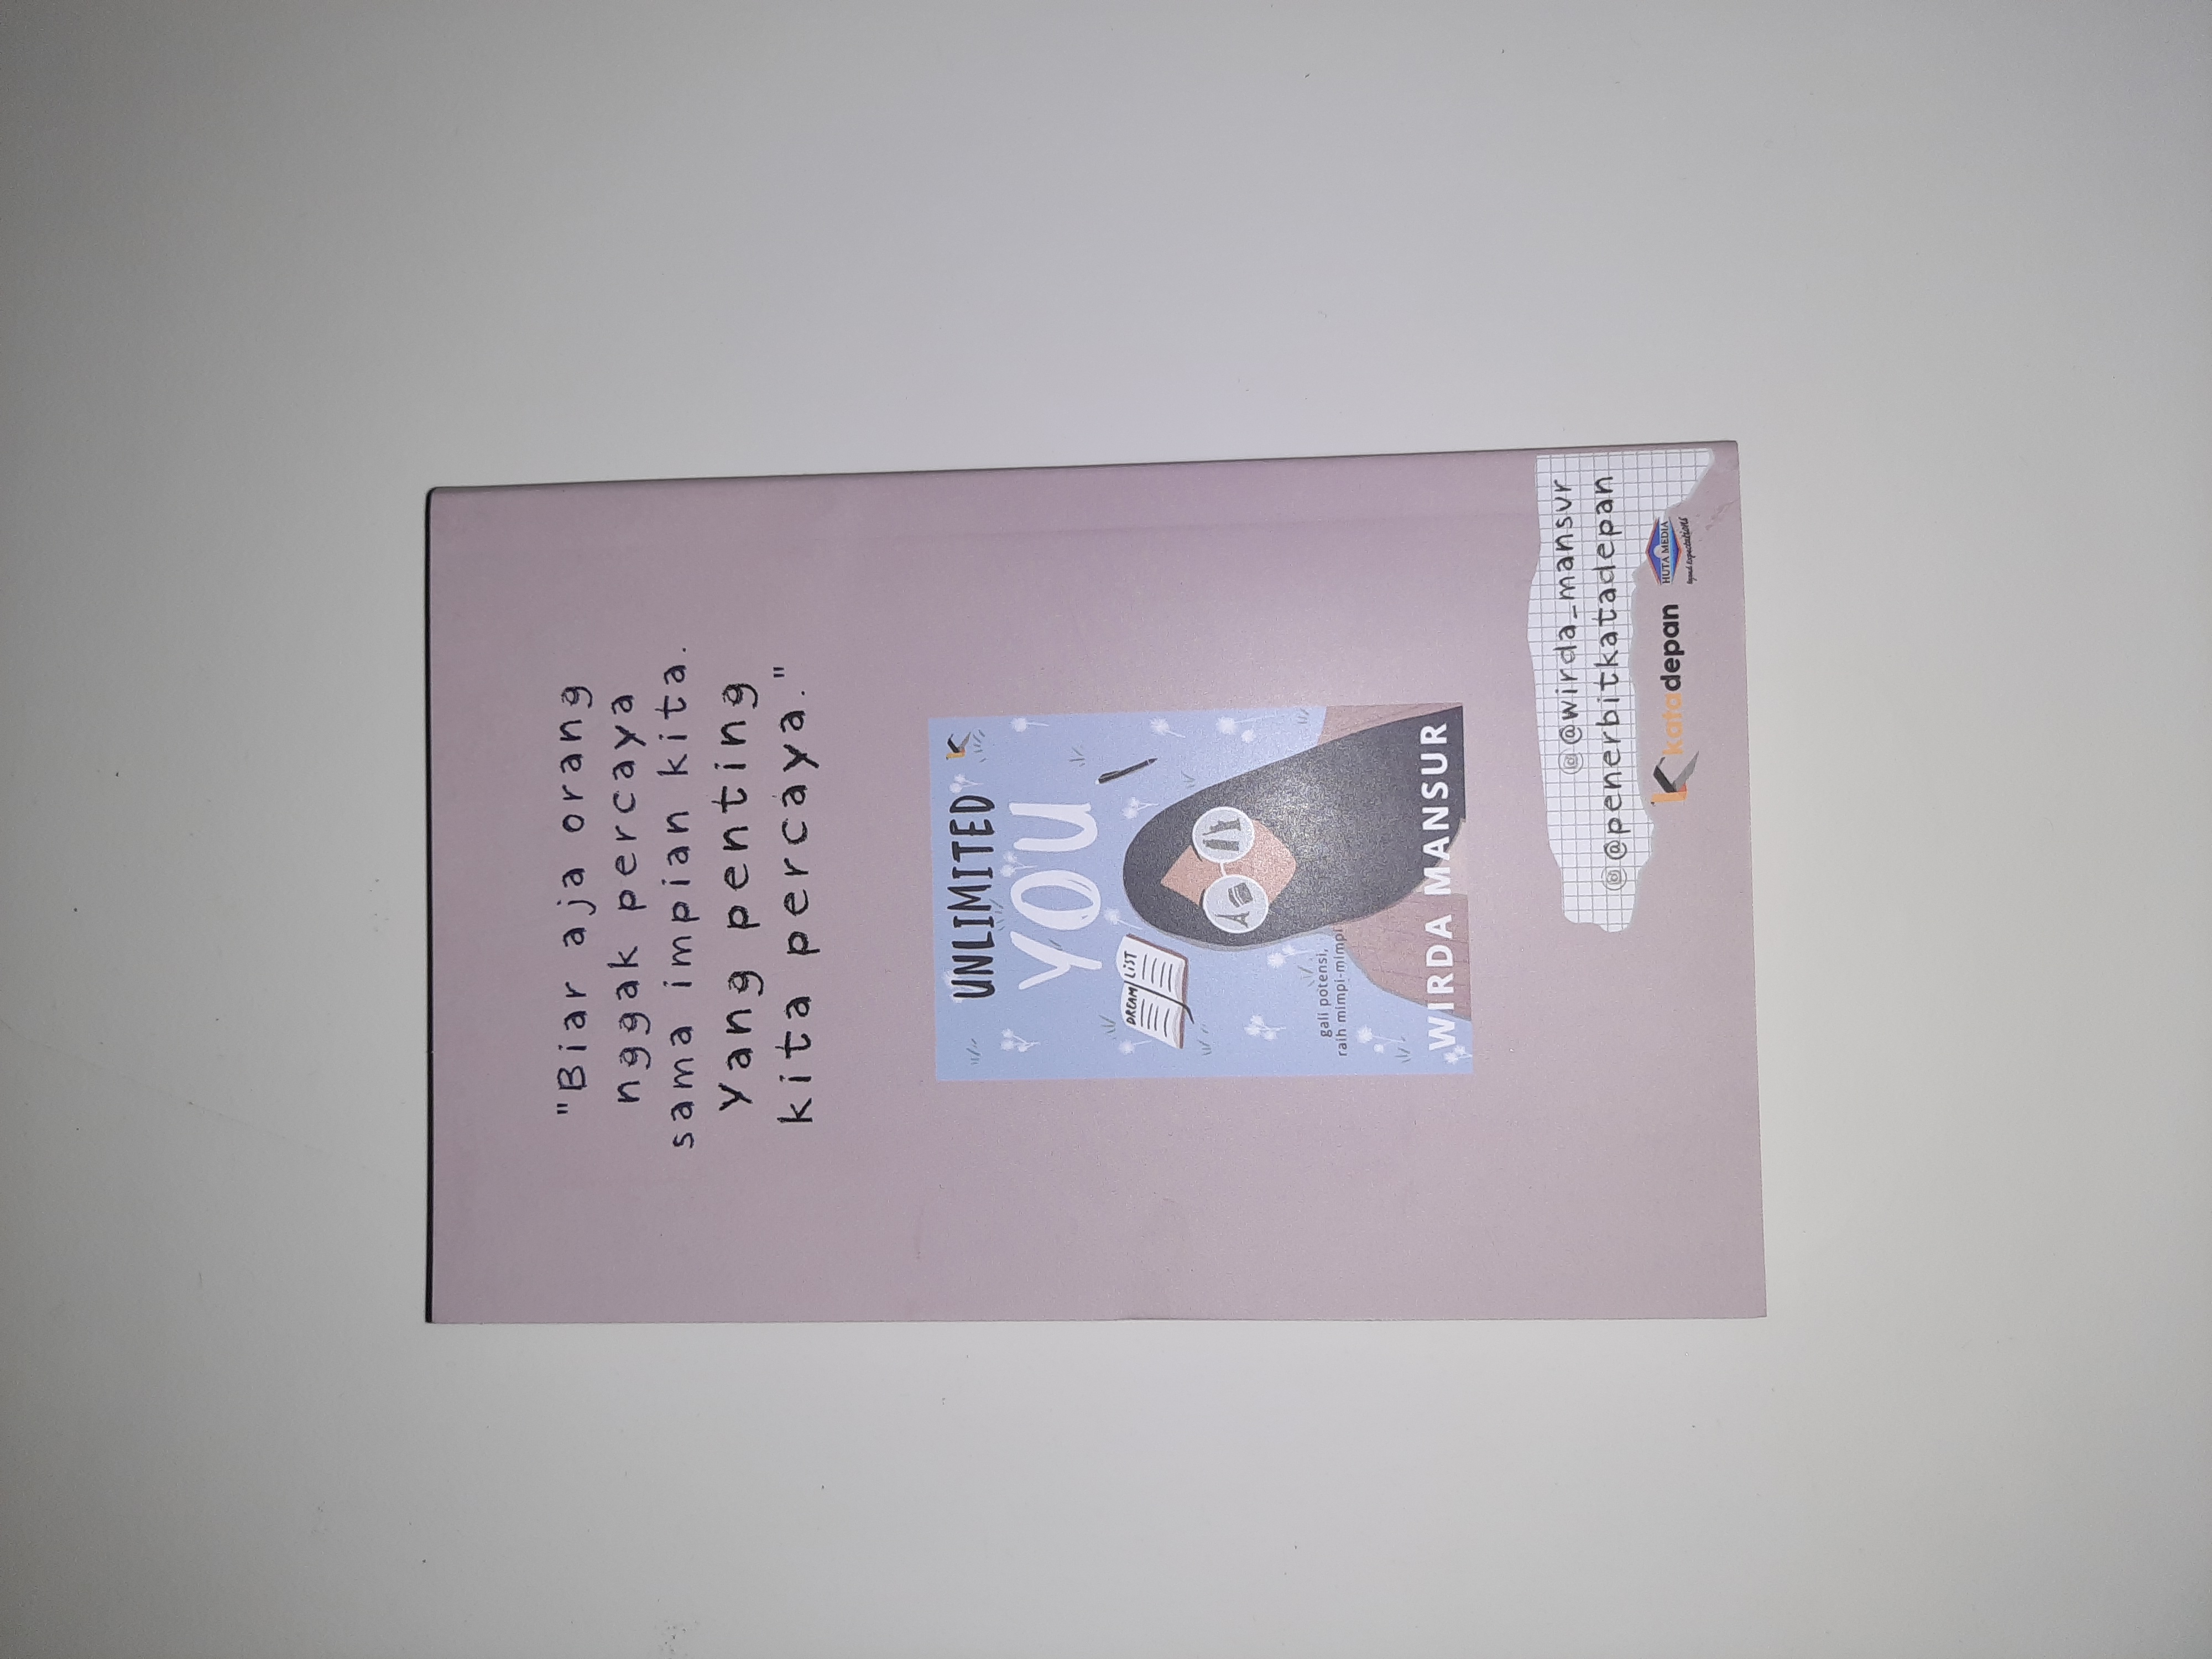 "Biar aja orang
nggak percaya
sama impian kita.
Yang penting
kita percaya."
UNLIMITED
YOU
DREAM LIST
gali potensi,
raih mimpi-mimpi
WIRDA MANSUR
@wirda_mansur
@penerbitkatadepan
katadepan
HUTA MEDIA
Beyond Expectations